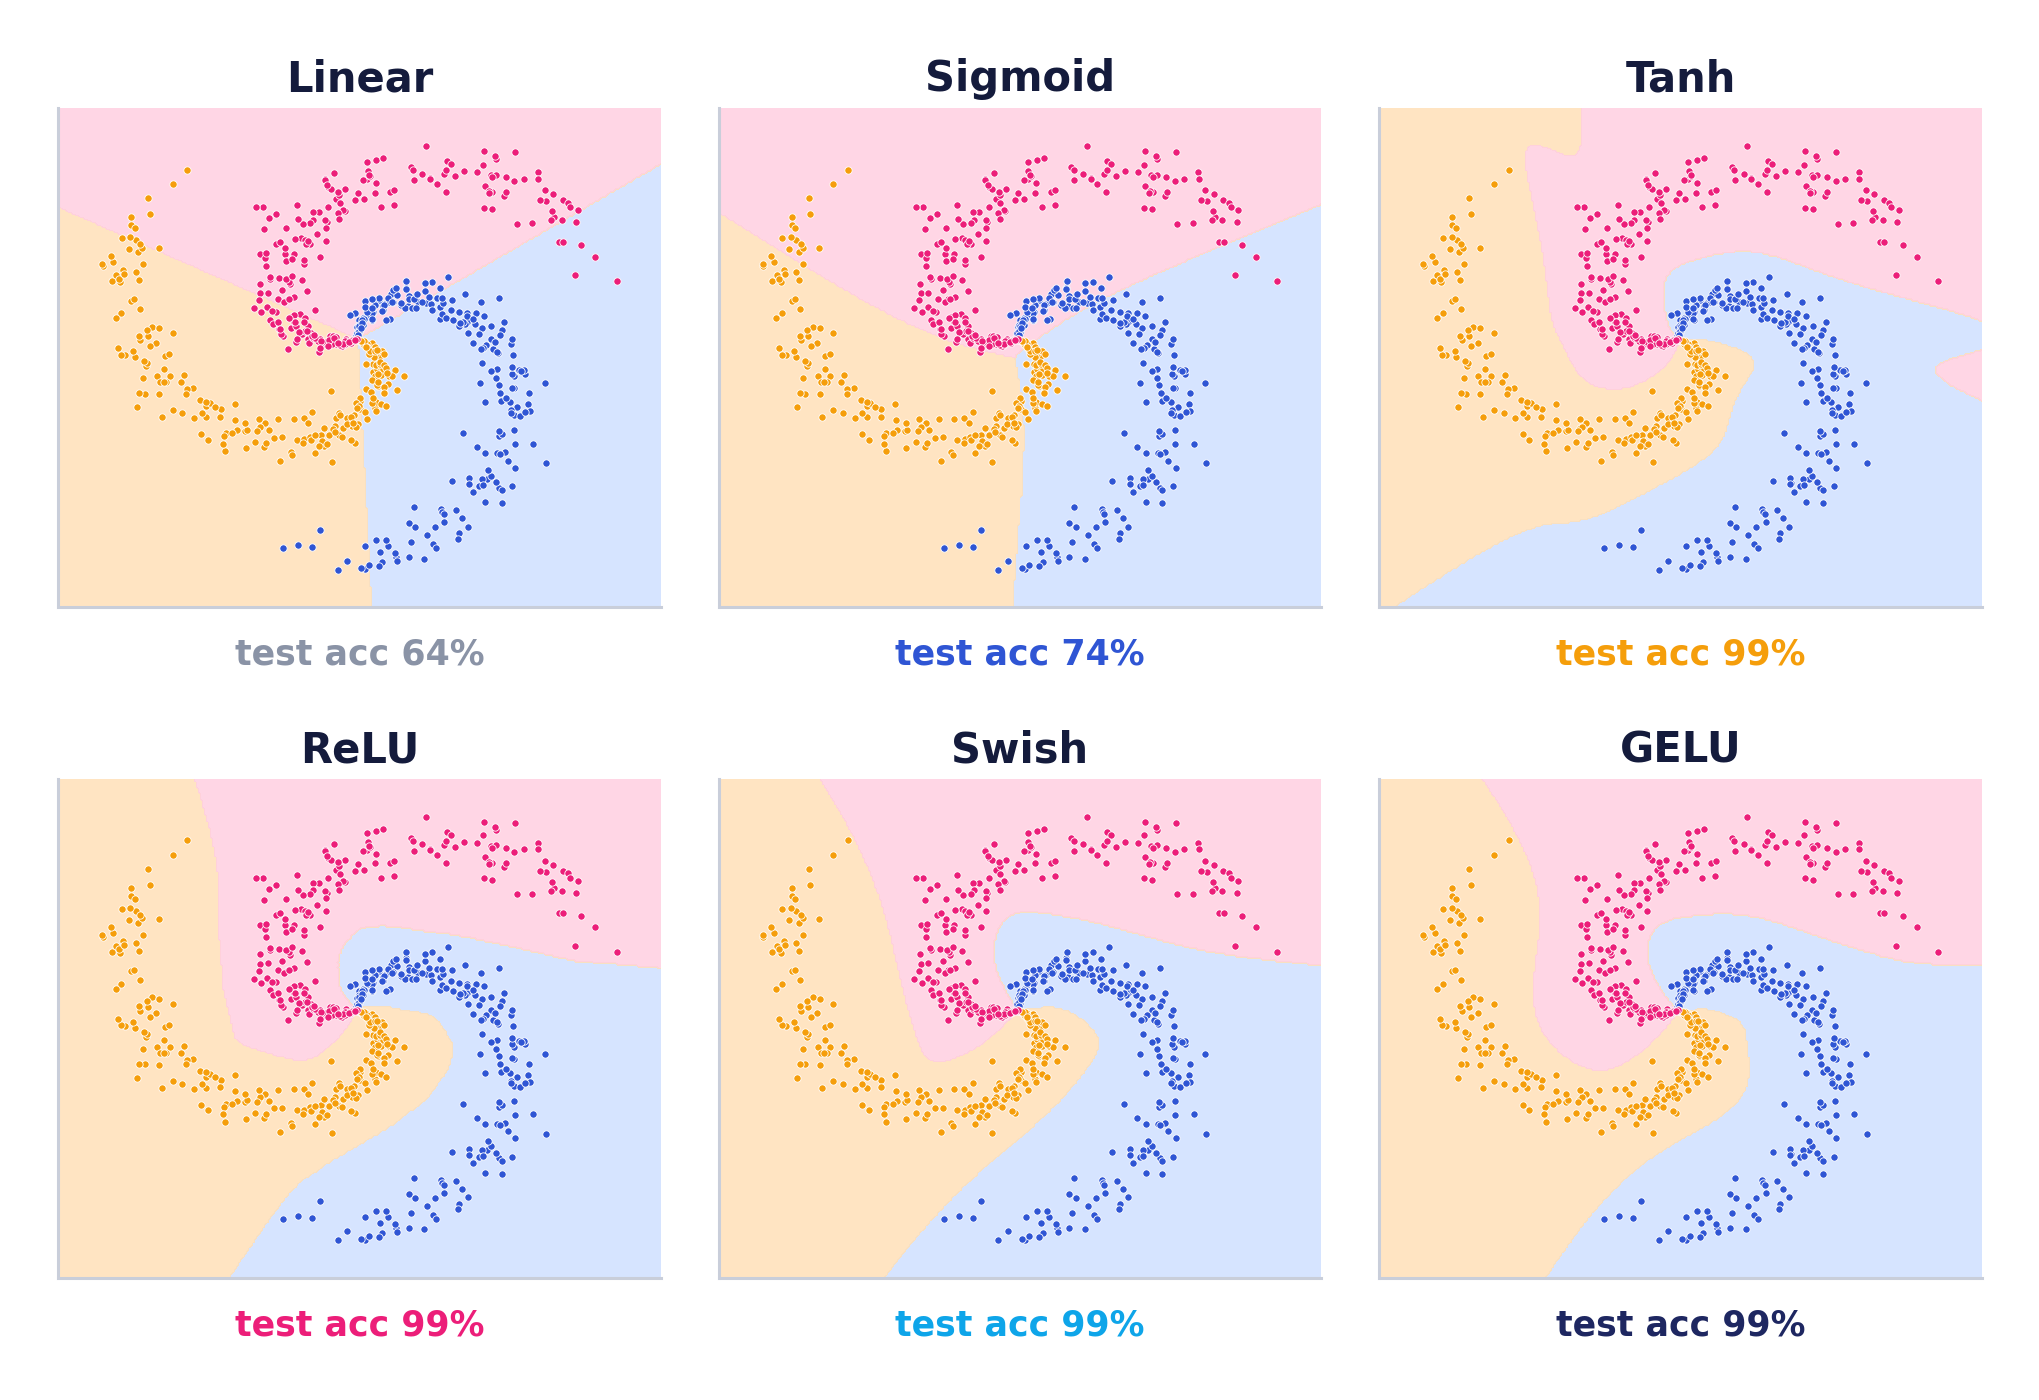 Linear
Sigmoid
Tanh
test acc 64%
test acc 74%
test acc 99%
ReLU
Swish
GELU
test acc 99%
test acc 99%
test acc 99%